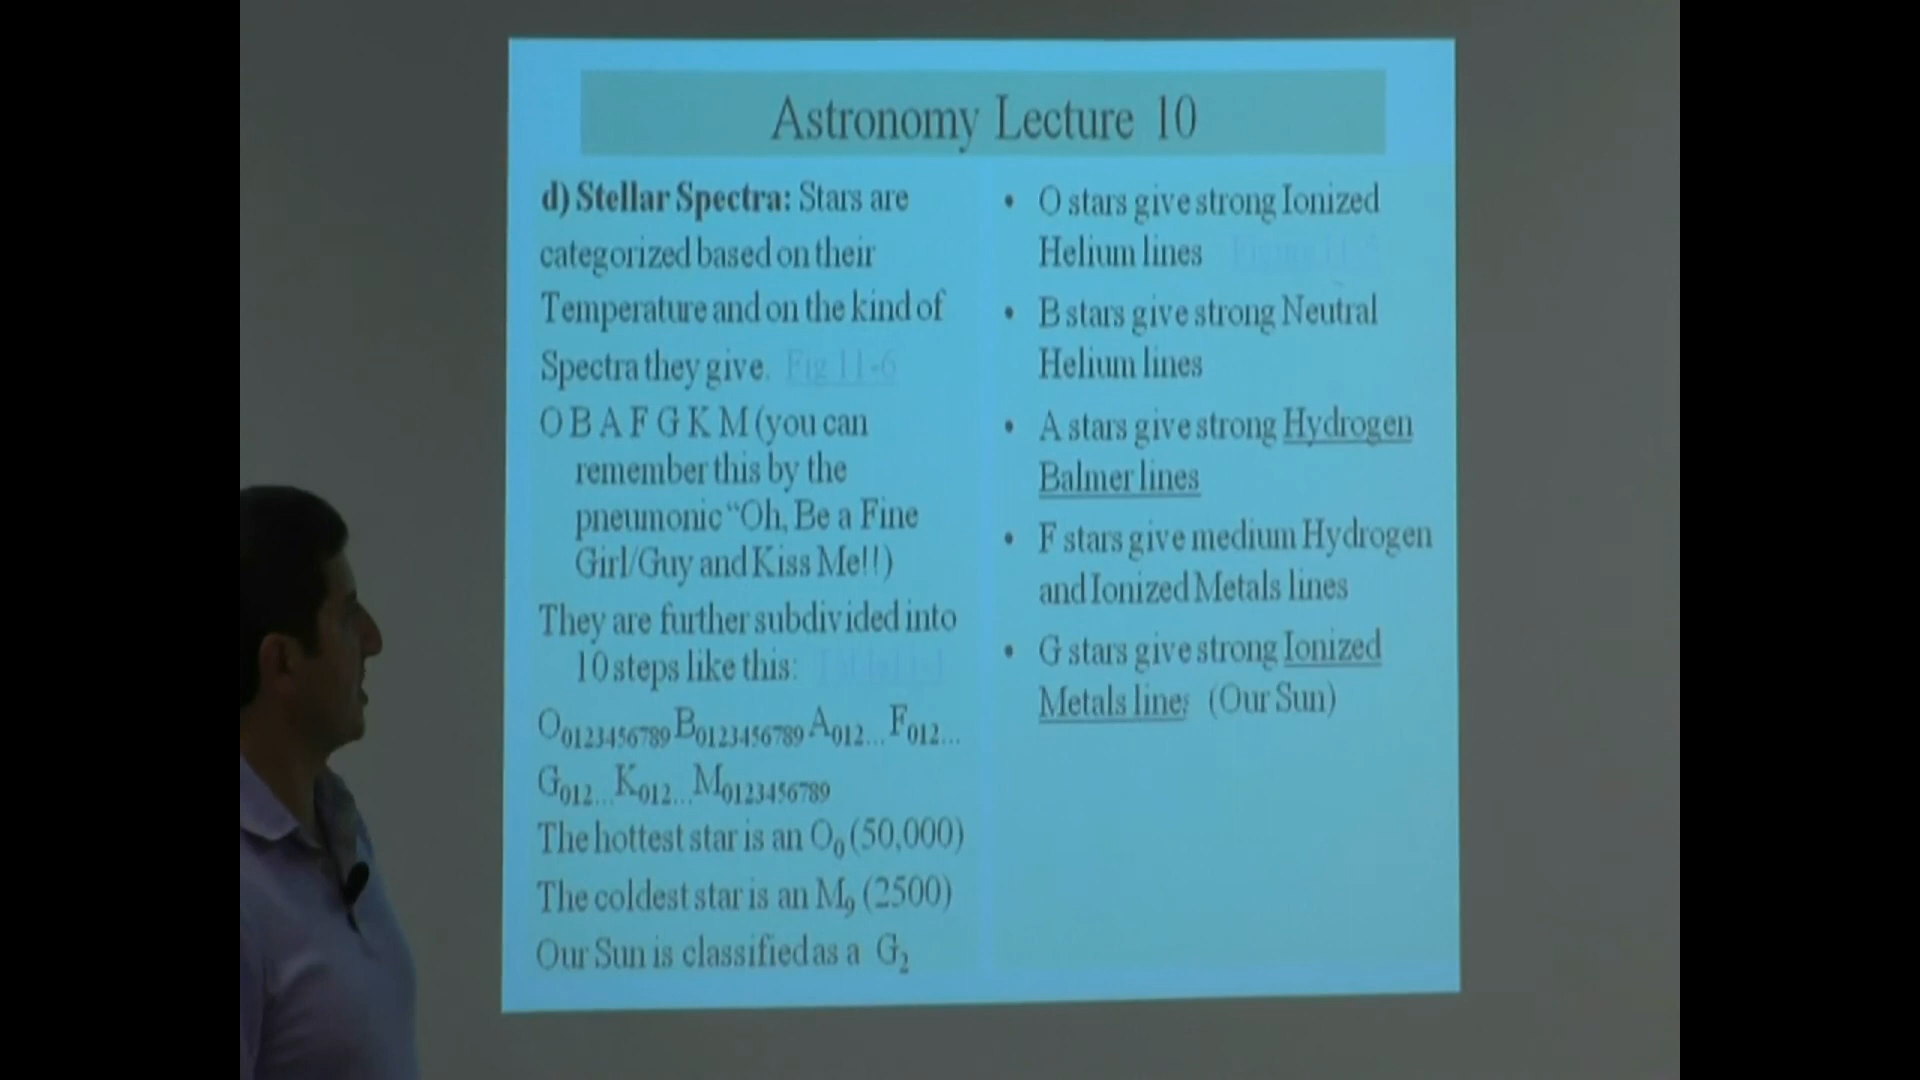 Astronomy Lecture 10
d) Stellar Spectra: Stars are
categorized based on their
Temperature and on the kind of
Spectra they give. Fig 11-6
O B A F G K M (you can
remember this by the
pneumonic “Oh, Be a Fine
Girl/Guy and Kiss Me!!)
They are further subdivided into
10 steps like this:
O0123456789 B0123456789 A012... F012...
G012... K012... M0123456789
The hottest star is an O0 (50,000)
The coldest star is an M9 (2500)
Our Sun is classified as a G2
• O stars give strong Ionized
Helium lines
• B stars give strong Neutral
Helium lines
• A stars give strong Hydrogen
Balmer lines
• F stars give medium Hydrogen
and Ionized Metals lines
• G stars give strong Ionized
Metals lines (Our Sun)